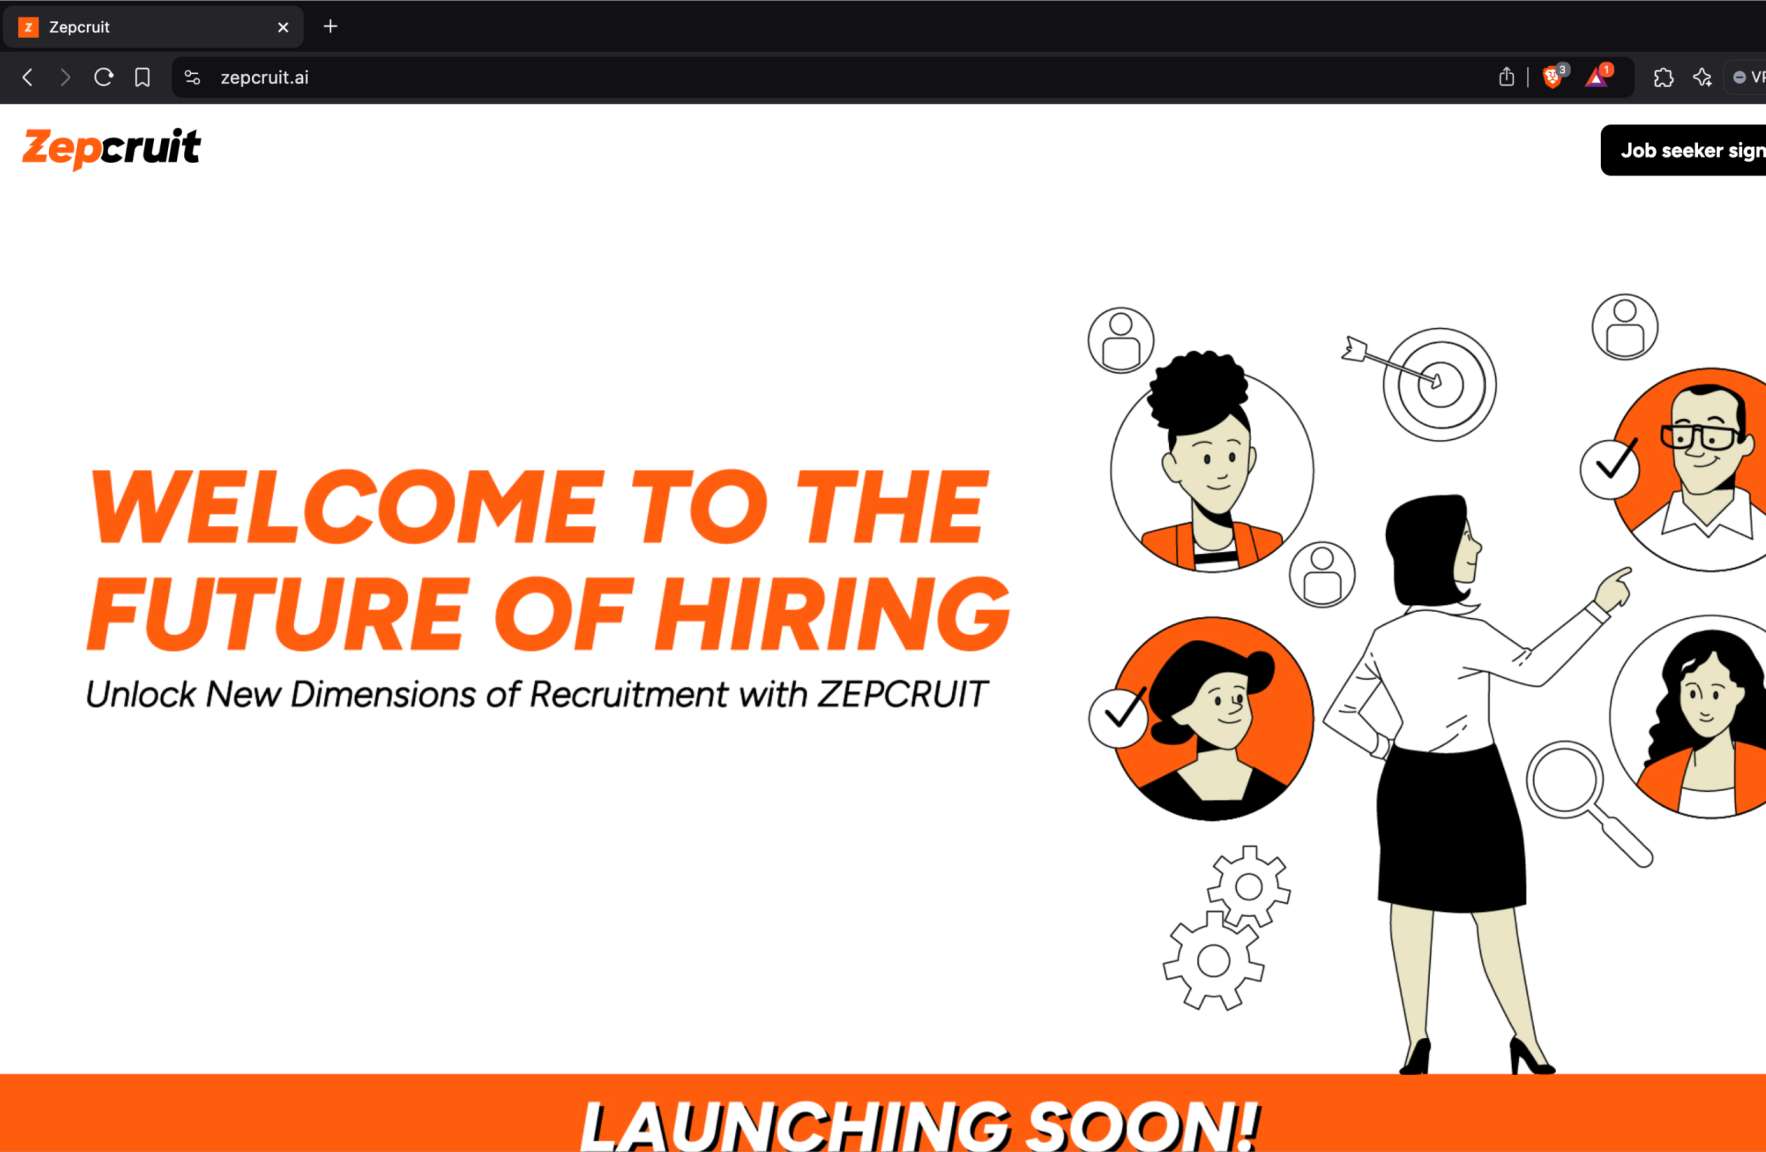 Zepcruit
zepcruit.ai
3
1
Zepcruit
Job seeker sign
WELCOME TO THE
FUTURE OF HIRING
Unlock New Dimensions of Recruitment with ZEPCRUIT
LAUNCHING SOON!